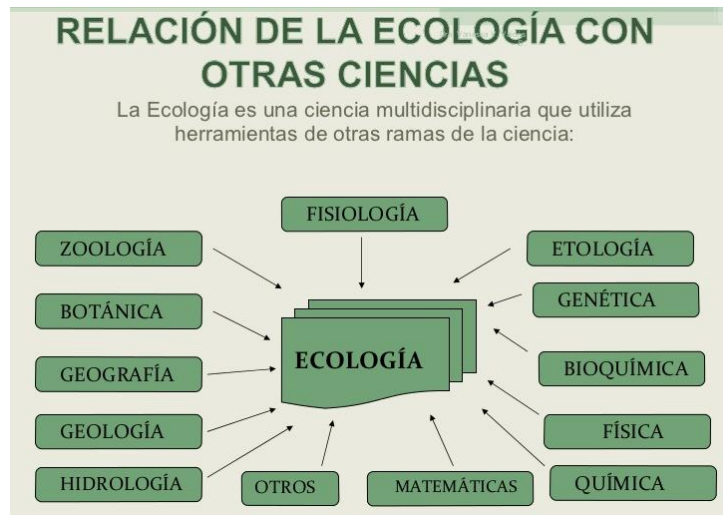 RELACIÓN DE LA ECOLOGÍA CON
OTRAS CIENCIAS
La Ecología es una ciencia multidisciplinaria que utiliza
herramientas de otras ramas de la ciencia:
FISIOLOGÍA
ZOOLOGÍA
ETOLOGÍA
BOTÁNICA
GENÉTICA
ECOLOGÍA
GEOGRAFÍA
BIOQUÍMICA
GEOLOGÍA
FÍSICA
HIDROLOGÍA
OTROS
MATEMÁTICAS
QUÍMICA